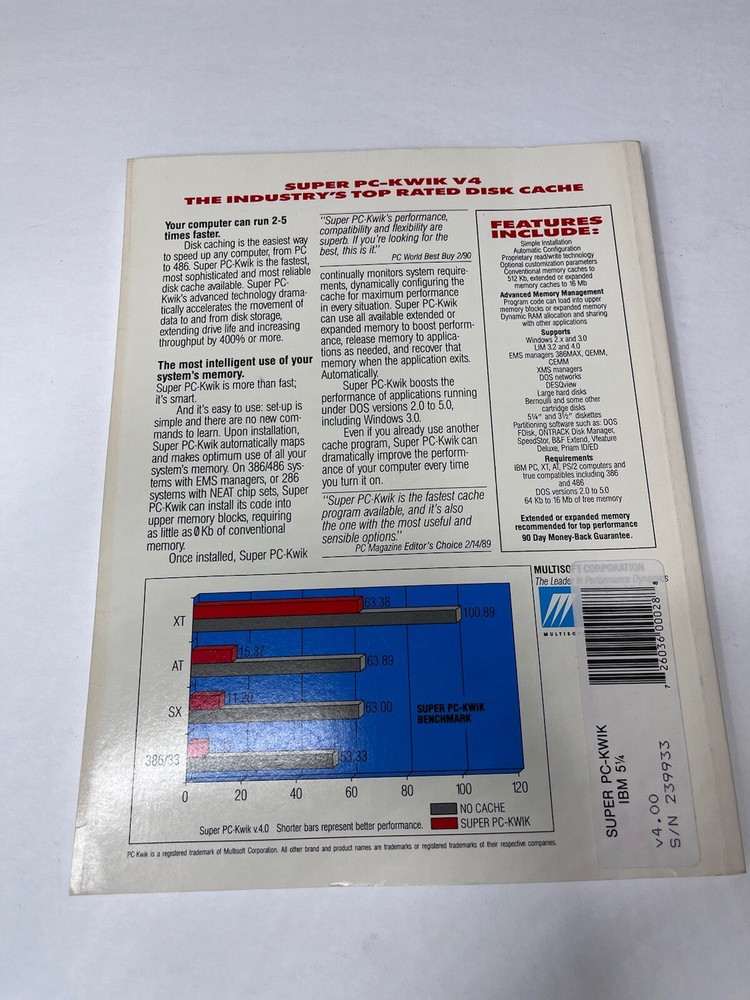 SUPER PC-KWIK V4
THE INDUSTRY'S TOP RATED DISK CACHE
Your computer can run 2-5
times faster.
Disk caching is the easiest way
to speed up any computer, from PC
to 486. Super PC-Kwik is the fastest,
most sophisticated and most reliable
disk cache available. Super PC-
Kwik's advanced technology drama-
tically accelerates the movement of
data to and from disk storage,
extending drive life and increasing
throughput by 400% or more.
The most intelligent use of your
system's memory.
Super PC-Kwik is more than fast;
it's smart.
And it's easy to use: set-up is
simple and there are no new com-
mands to learn. Upon installation,
Super PC-Kwik automatically maps
and makes optimum use of all your
system's memory. On 386/486 sys-
tems with EMS managers, or 286
systems with NEAT chip sets, Super
PC-Kwik can install its code into
upper memory blocks, requiring
as little as 0 Kb of conventional
memory.
Once installed, Super PC-Kwik
"Super PC-Kwik's performance,
compatibility and flexibility are
superb. If you're looking for the
best, this is it."
PC World Best Buy 2/90
continually monitors system require-
ments, dynamically configuring the
cache for maximum performance
in every situation. Super PC-Kwik
can use all available extended or
expanded memory to boost perform-
ance, release memory to applica-
tions as needed, and recover that
memory when the application exits.
Automatically.
Super PC-Kwik boosts the
performance of applications running
under DOS versions 2.0 to 5.0,
including Windows 3.0.
Even if you already use another
cache program, Super PC-Kwik can
dramatically improve the perform-
ance of your computer every time
you turn it on.
"Super PC-Kwik is the fastest cache
program available, and it's also
the one with the most useful and
sensible options."
PC Magazine Editor's Choice 2/14/89
FEATURES
INCLUDE:
Simple Installation
Automatic Configuration
Proprietary read/write technology
Optional customization parameters
Conventional memory caches to
512 Kb, extended or expanded
memory caches to 16 Mb
Advanced Memory Management
Program code can load into upper
memory blocks or expanded memory
Dynamic RAM allocation and sharing
with other applications
Supports
Windows 2.x and 3.0
LIM 3.2 and 4.0
EMS managers 386MAX, QEMM,
CEMM
XMS managers
DOS networks
DESQview
Large hard disks
Bernoulli and some other
cartridge disks
5¼" and 3½" diskettes
Partitioning software such as: DOS
FDisk, ONTRACK Disk Manager,
SpeedStor, B&F Extend, Vfeature
Deluxe, Priam ID/ED
Requirements
IBM PC, XT, AT, PS/2 computers and
true compatibles including 386
and 486
DOS versions 2.0 to 5.0
64 Kb to 16 Mb of free memory
Extended or expanded memory
recommended for top performance
90 Day Money-Back Guarantee.
MULTISOFT CORPORATION
The Leader in Performance Dynamics
MULTISO
7 26036 00028 8
SUPER PC-KWIK
IBM 5¼
v4.00
S/N 239933
XT
63.38
100.89
AT
15.37
63.89
SX
11.20
63.00
386/33
53.33
SUPER PC-KWIK
BENCHMARK
0 20 40 60 80 100 120
NO CACHE
SUPER PC-KWIK
Super PC-Kwik v.4.0 Shorter bars represent better performance.
PC-Kwik is a registered trademark of Multisoft Corporation. All other brand and product names are trademarks or registered trademarks of their respective companies.